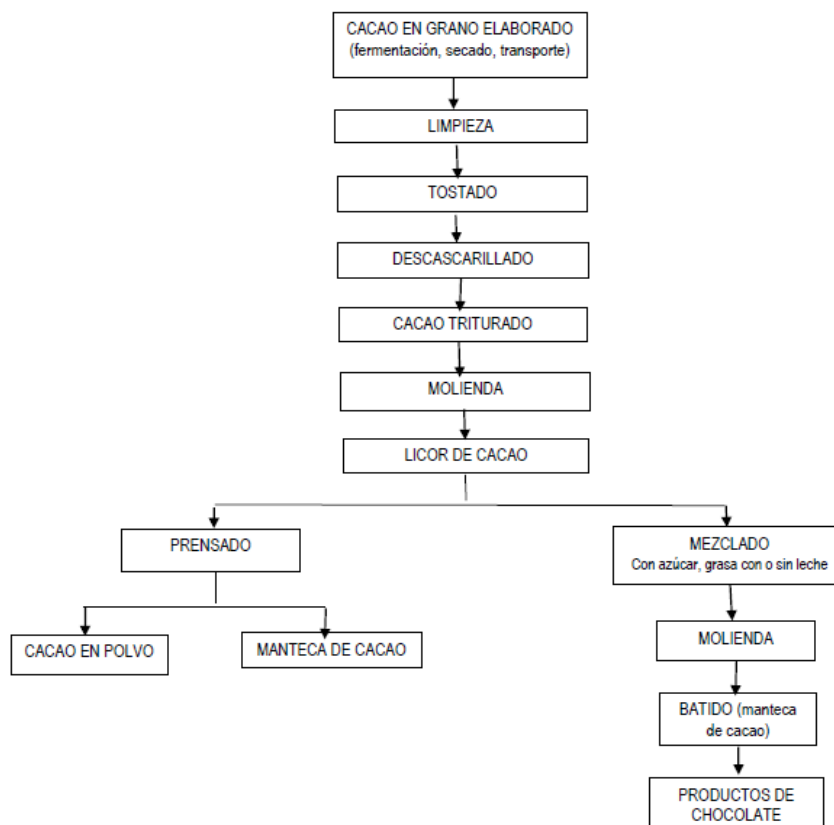 CACAO EN GRANO ELABORADO
(fermentación, secado, transporte)
LIMPIEZA
TOSTADO
DESCASCARILLADO
CACAO TRITURADO
MOLIENDA
LICOR DE CACAO
PRENSADO
MEZCLADO
Con azúcar, grasa con o sin leche
CACAO EN POLVO
MANTECA DE CACAO
MOLIENDA
BATIDO (manteca
de cacao)
PRODUCTOS DE
CHOCOLATE